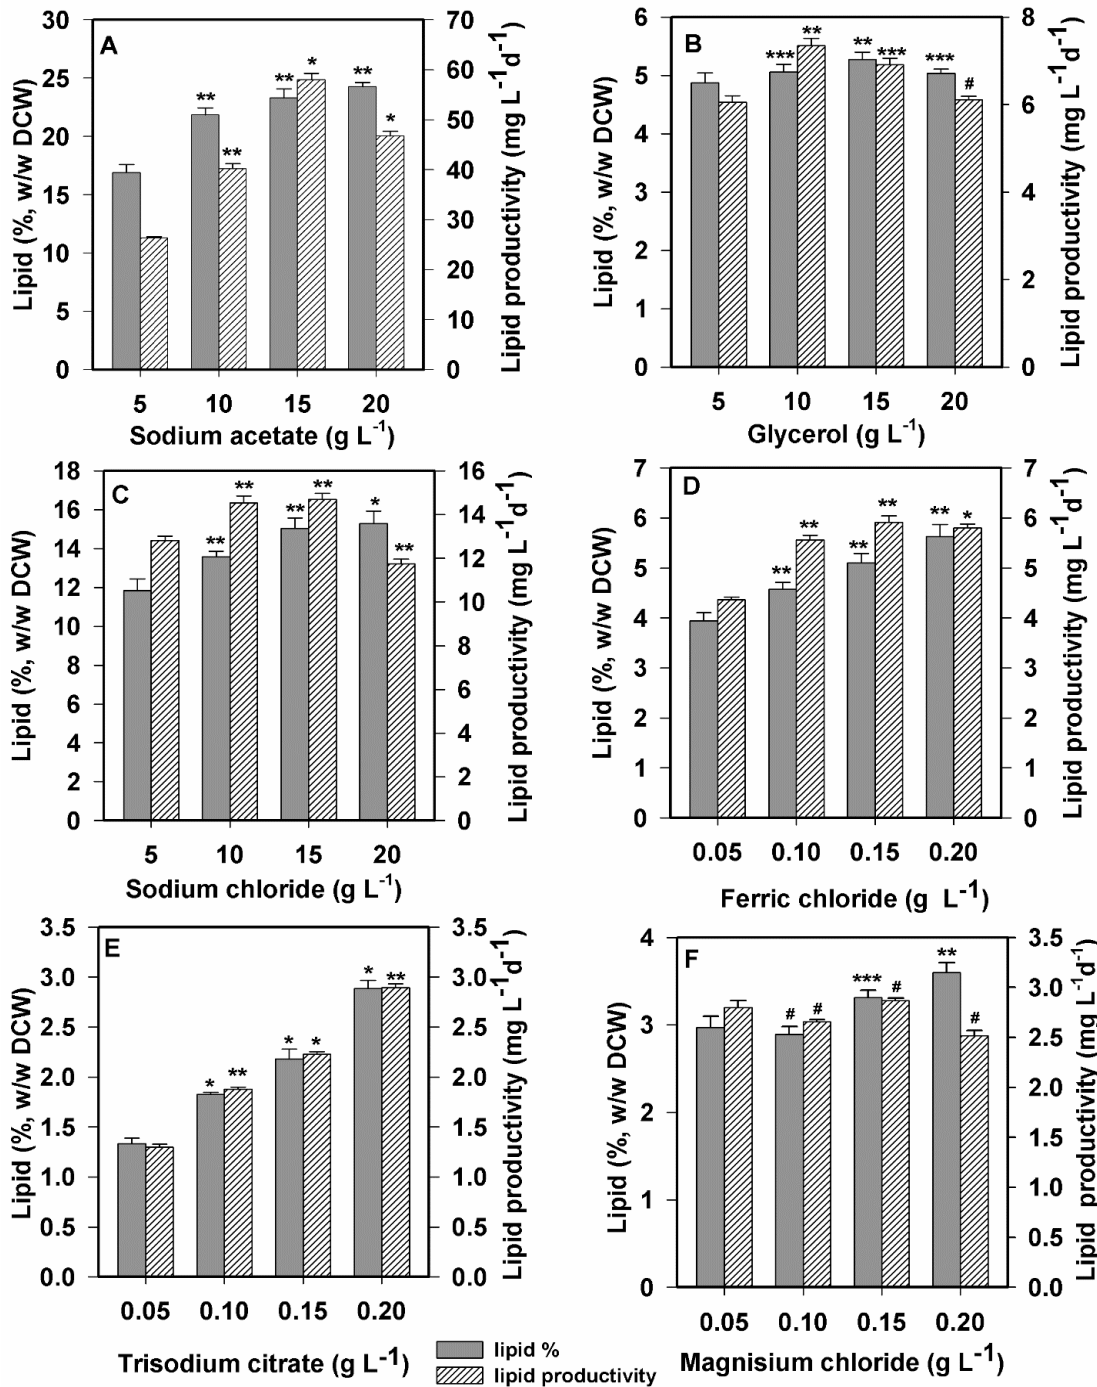 A
Lipid (%, w/w DCW)
30
25
20
15
10
5
0
** ** ** * ** *
70
60
50
40
30
20
10
0
Lipid productivity (mg L-1d-1)
5 10 15 20
Sodium acetate (g L-1)
B
Lipid (%, w/w DCW)
6
5
4
3
2
1
0
*** ** ** *** *** #
8
6
4
2
0
Lipid productivity (mg L-1d-1)
5 10 15 20
Glycerol (g L-1)
C
Lipid (%, w/w DCW)
18
16
14
12
10
8
6
4
2
0
** ** ** ** * **
16
14
12
10
8
6
4
2
0
Lipid productivity (mg L-1d-1)
5 10 15 20
Sodium chloride (g L-1)
D
Lipid (%, w/w DCW)
7
6
5
4
3
2
1
0
** ** ** ** ** *
7
6
5
4
3
2
1
0
Lipid productivity (mg L-1d-1)
0.05 0.10 0.15 0.20
Ferric chloride (g L-1)
E
Lipid (%, w/w DCW)
3.5
3.0
2.5
2.0
1.5
1.0
0.5
0.0
* ** * * * **
3.5
3.0
2.5
2.0
1.5
1.0
0.5
0.0
Lipid productivity (mg L-1d-1)
0.05 0.10 0.15 0.20
Trisodium citrate (g L-1)
F
Lipid (%, w/w DCW)
4
3
2
1
0
# # *** # ** #
3.5
3.0
2.5
2.0
1.5
1.0
0.5
0.0
Lipid productivity (mg L-1d-1)
0.05 0.10 0.15 0.20
Magnisium chloride (g L-1)
lipid %
lipid productivity